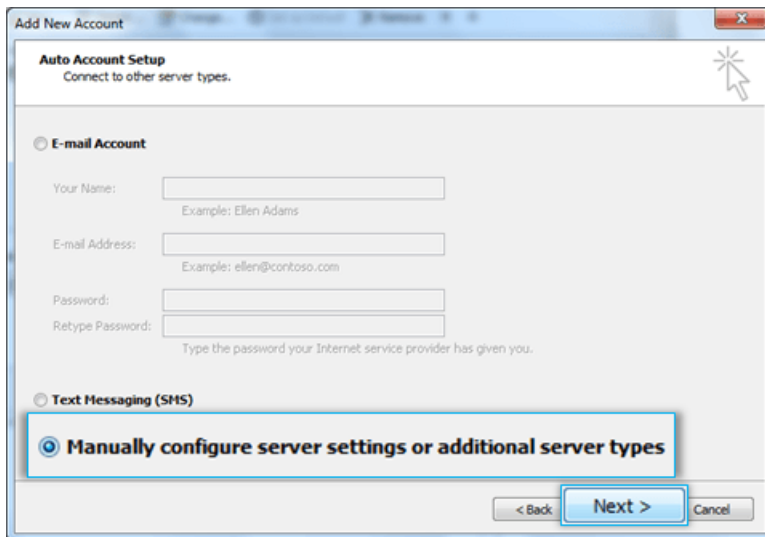 Add New Account
Auto Account Setup
Connect to other server types.
E-mail Account
Your Name:
Example: Ellen Adams
E-mail Address:
Example: ellen@contoso.com
Password:
Retype Password:
Type the password your Internet service provider has given you.
Text Messaging (SMS)
Manually configure server settings or additional server types
< Back Next > Cancel